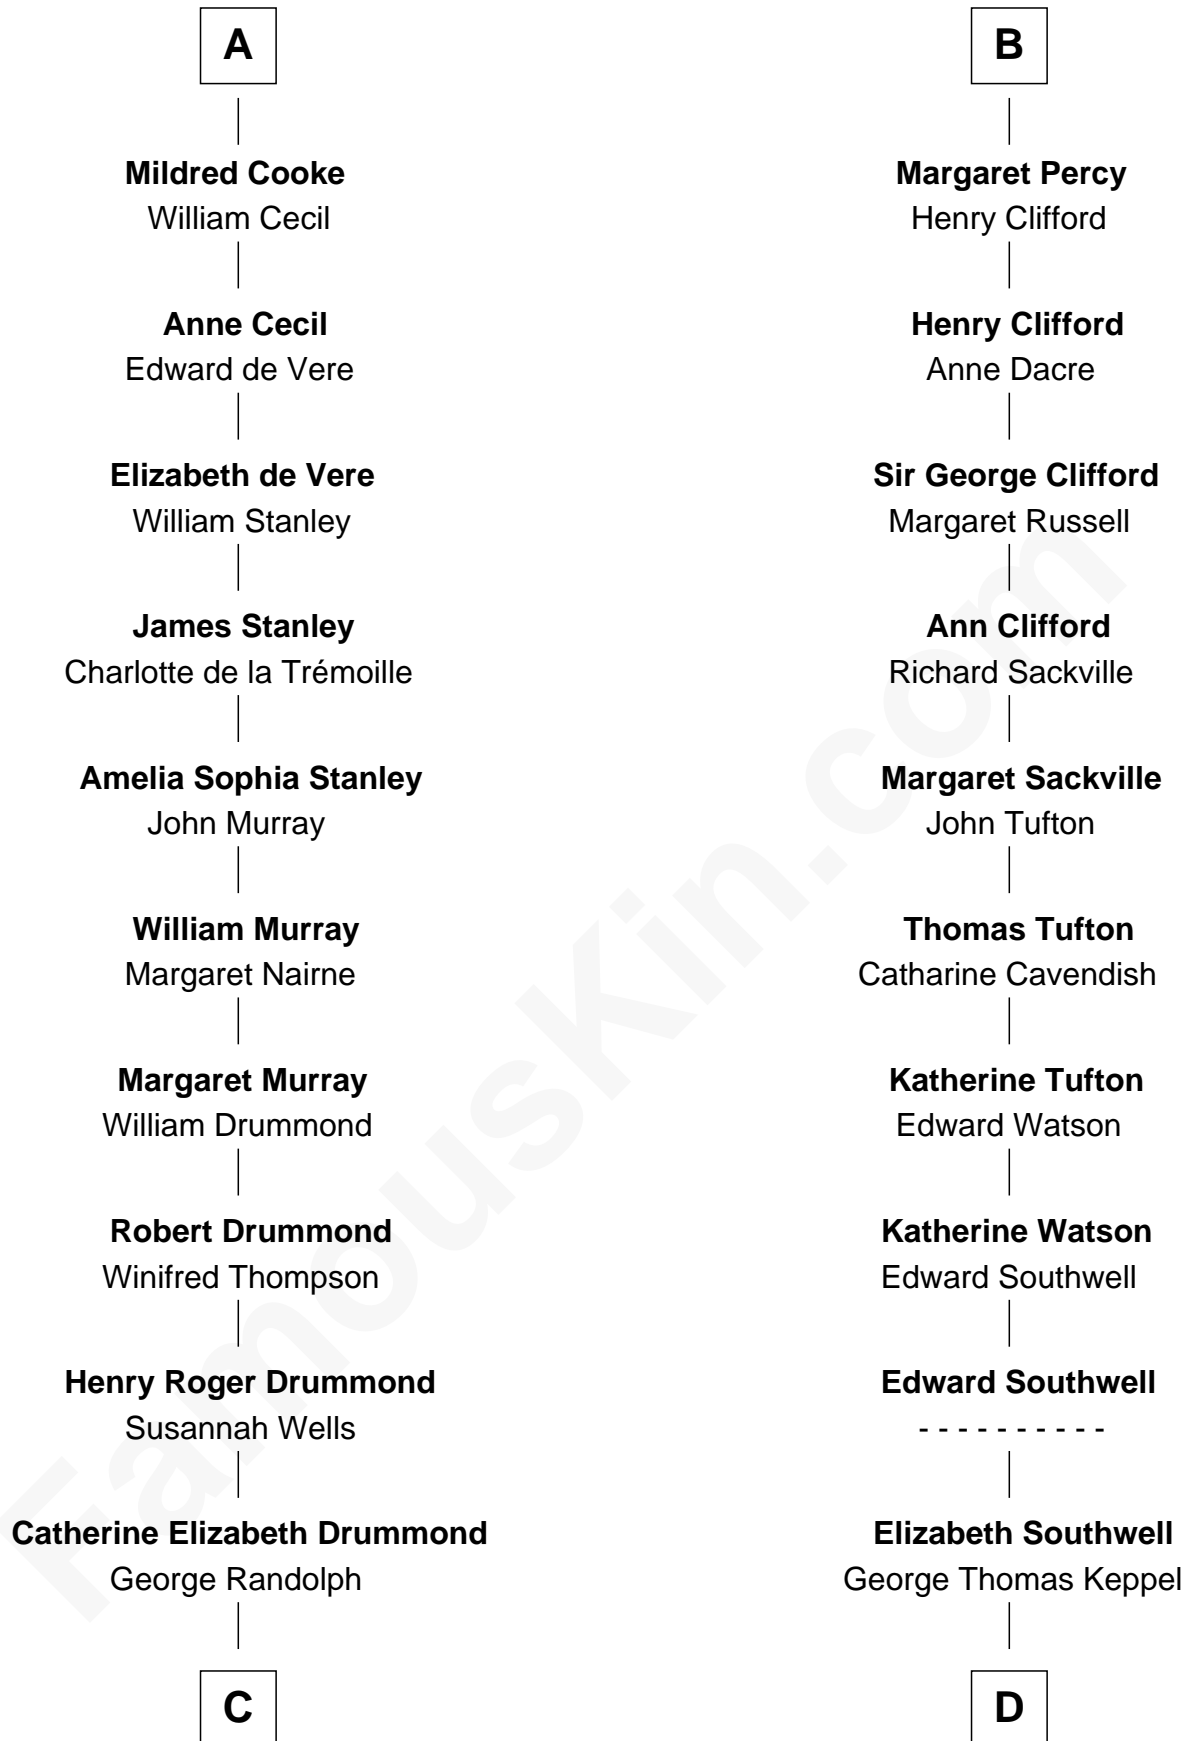 A
Mildred Cooke
William Cecil
Anne Cecil
Edward de Vere
Elizabeth de Vere
William Stanley
James Stanley
Charlotte de la Trémoille
Amelia Sophia Stanley
John Murray
William Murray
Margaret Nairne
Margaret Murray
William Drummond
Robert Drummond
Winifred Thompson
Henry Roger Drummond
Susannah Wells
Catherine Elizabeth Drummond
George Randolph
C
B
Margaret Percy
Henry Clifford
Henry Clifford
Anne Dacre
Sir George Clifford
Margaret Russell
Ann Clifford
Richard Sackville
Margaret Sackville
John Tufton
Thomas Tufton
Catharine Cavendish
Katherine Tufton
Edward Watson
Katherine Watson
Edward Southwell
Edward Southwell
- - - - - - - - - -
Elizabeth Southwell
George Thomas Keppel
D
FamousKin.com